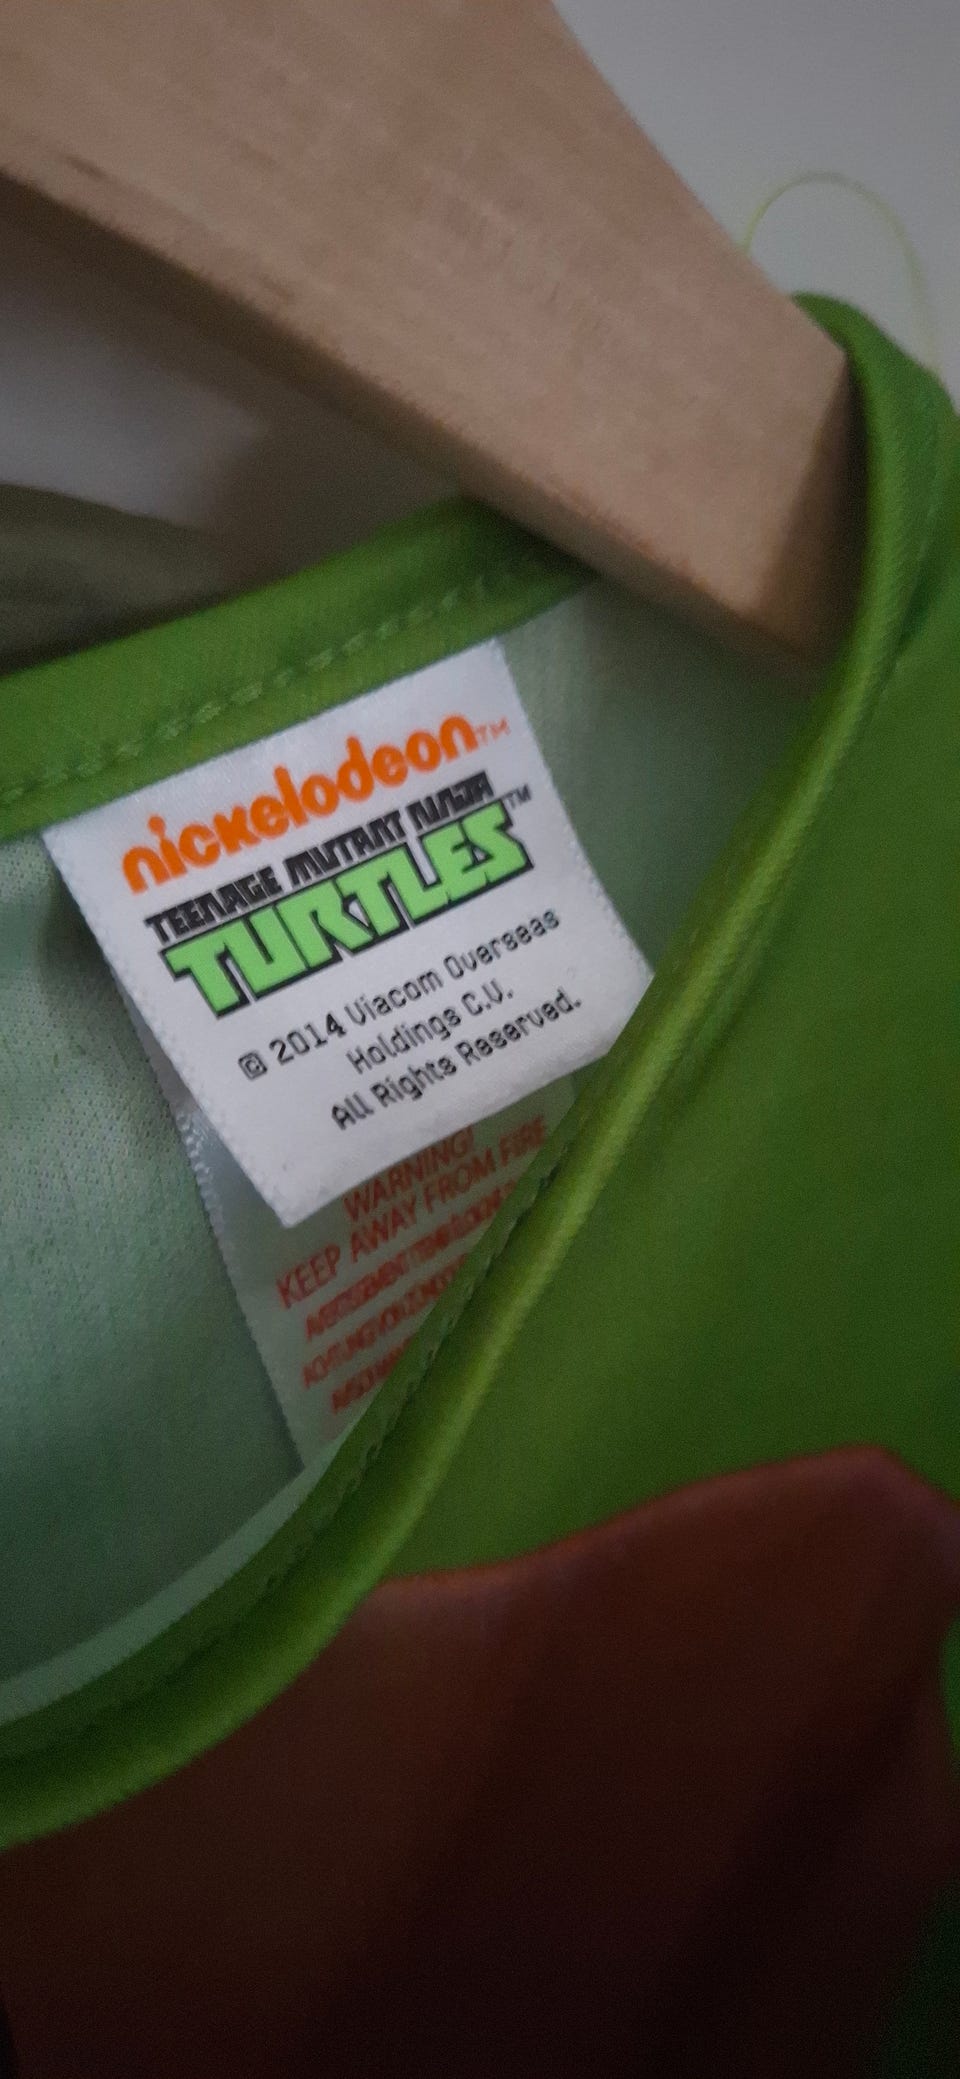 nickelodeon™
TEENAGE MUTANT NINJA
TURTLES™
© 2014 Viacom Overseas
Holdings C.V.
All Rights Reserved.
WARNING!
KEEP AWAY FROM FIRE